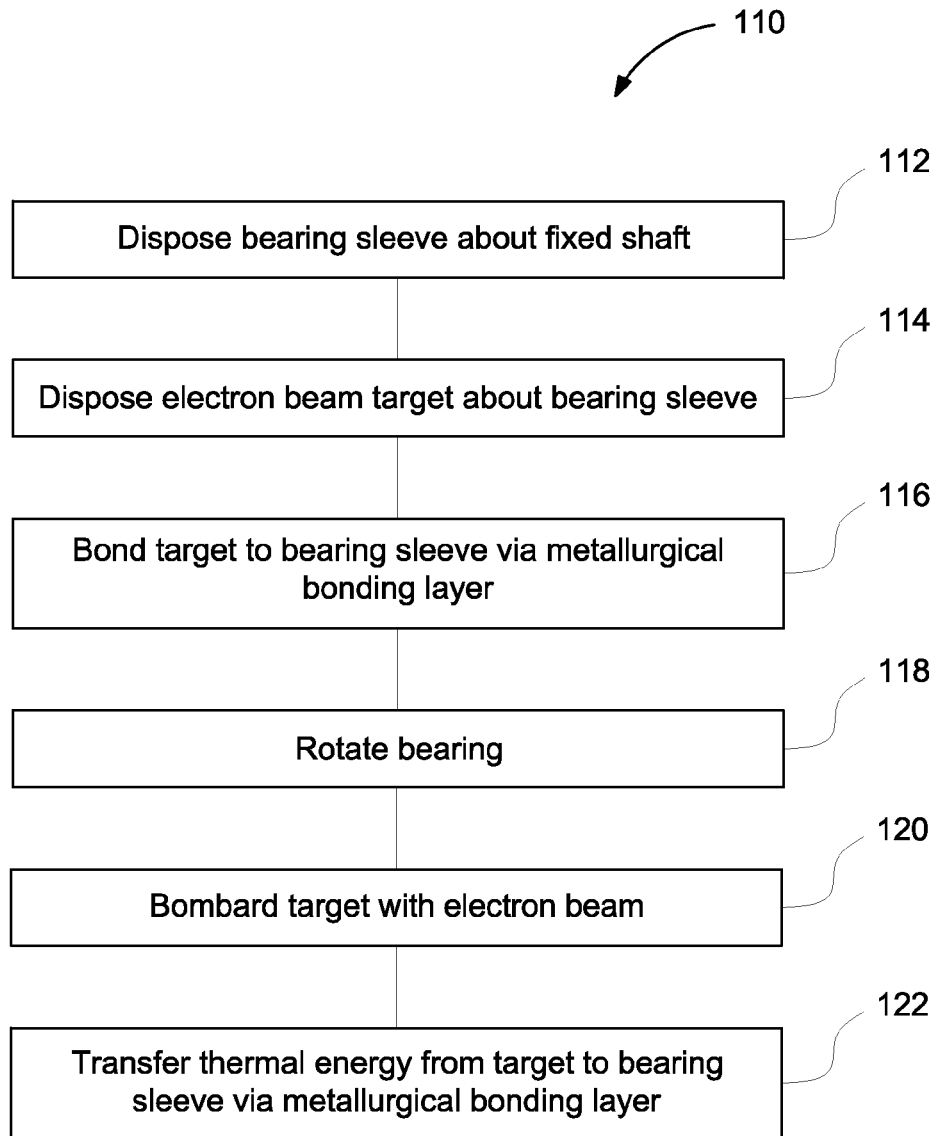 110
112
Dispose bearing sleeve about fixed shaft
114
Dispose electron beam target about bearing sleeve
116
Bond target to bearing sleeve via metallurgical
bonding layer
118
Rotate bearing
120
Bombard target with electron beam
122
Transfer thermal energy from target to bearing
sleeve via metallurgical bonding layer